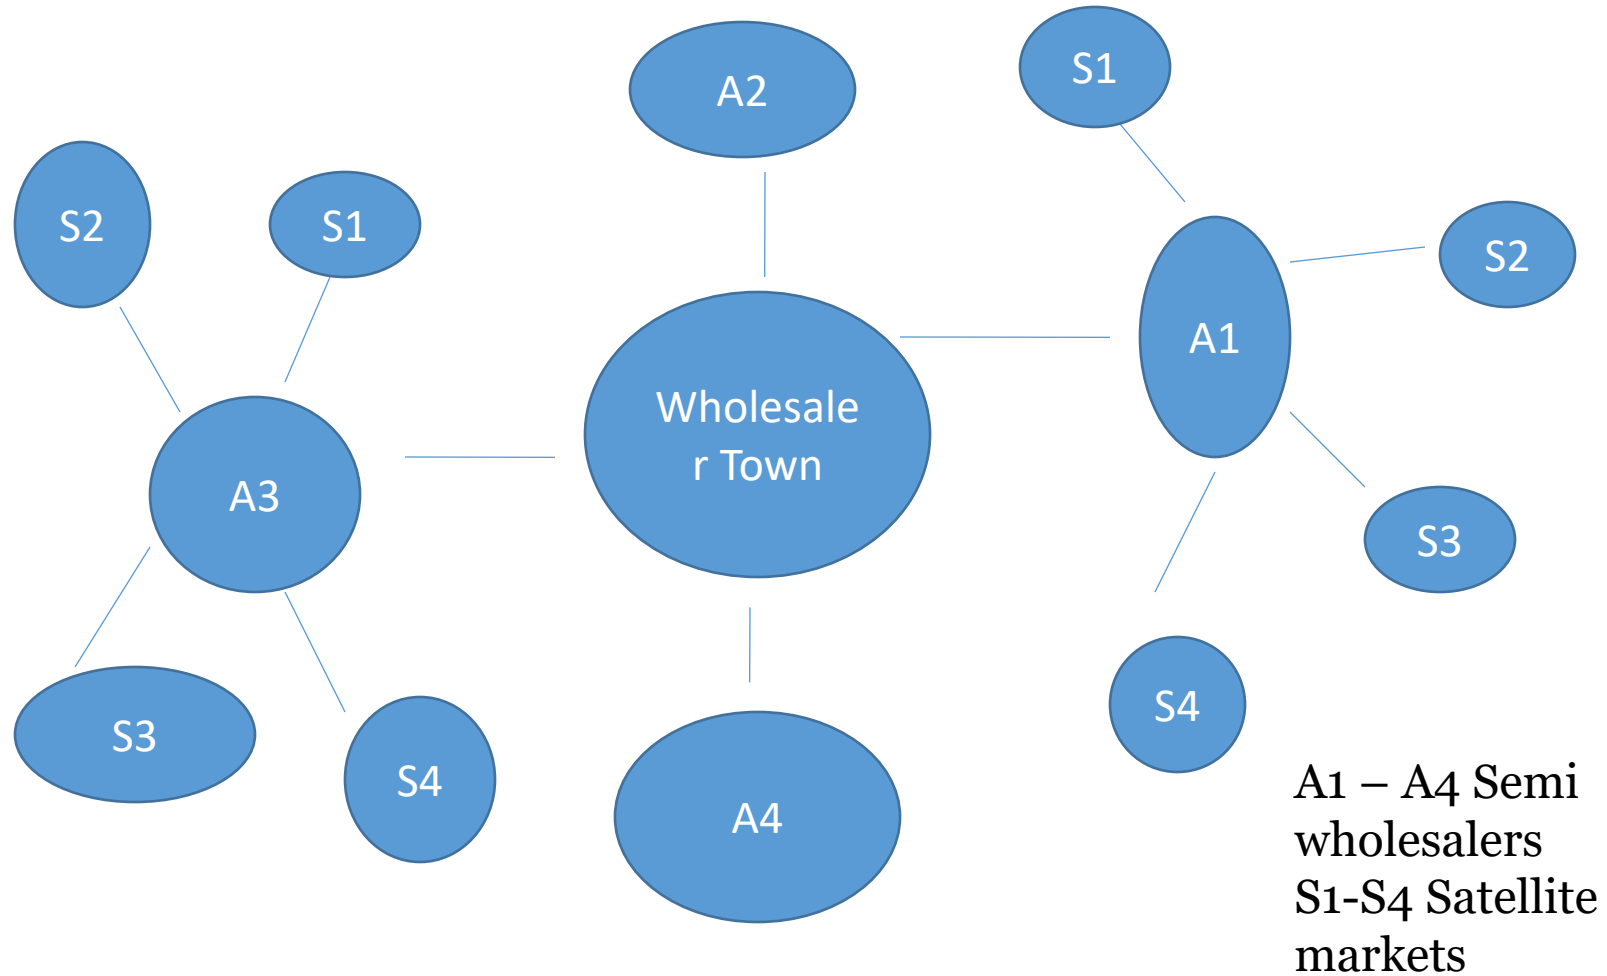 A2
S1
S2
S1
S2
A1
Wholesale
r Town
A3
S3
S3
S4
S4
A4
A1 – A4 Semi
wholesalers
S1-S4 Satellite
markets